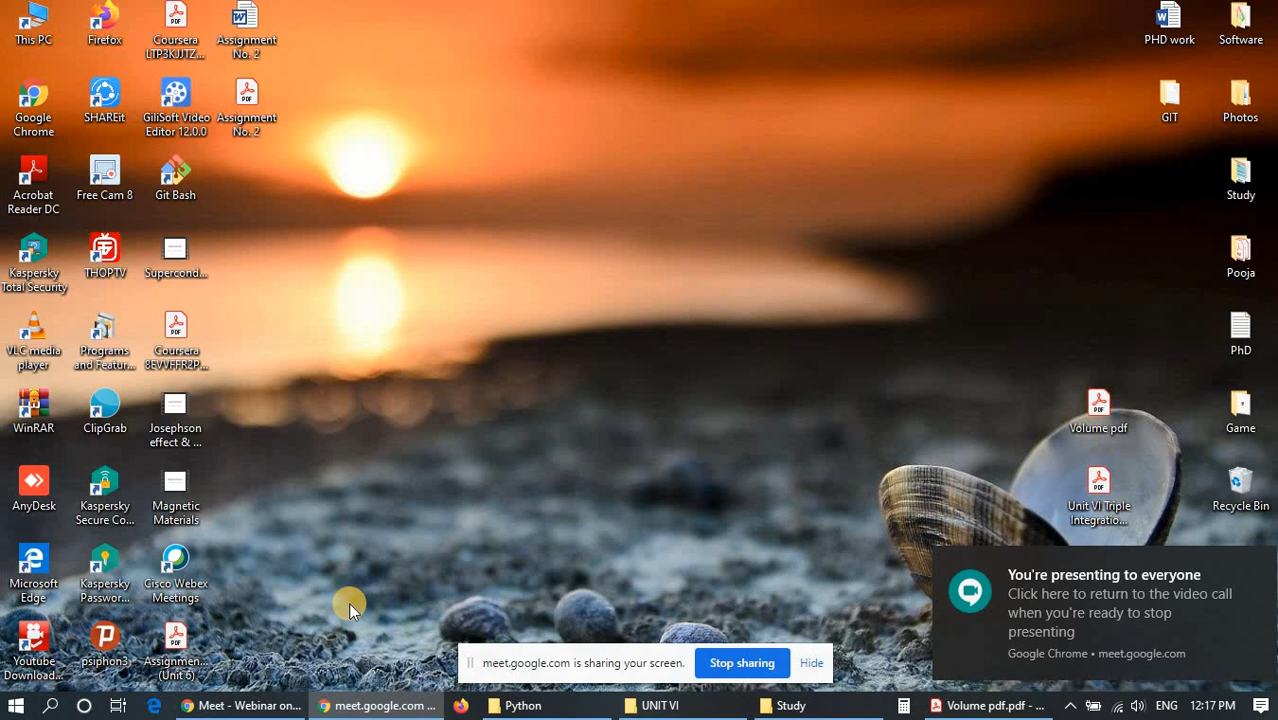 This PC
Firefox
Coursera
LTP3KJJTZ...
Assignment
No. 2
PHD work
Software
Google
Chrome
SHAREit
GiliSoft Video
Editor 12.0.0
Assignment
No. 2
GIT
Photos
Acrobat
Reader DC
Free Cam 8
Git Bash
Study
Kaspersky
Total Security
THOPTV
Supercond...
Pooja
VLC media
player
Programs
and Featur...
Coursera
8EVVFFR2P...
PhD
WinRAR
ClipGrab
Josephson
effect & ...
Volume pdf
Game
AnyDesk
Kaspersky
Secure Co...
Magnetic
Materials
Unit VI Triple
Integratio...
Recycle Bin
Microsoft
Edge
Kaspersky
Passwor...
Cisco Webex
Meetings
You're presenting to everyone
Click here to return to the video call
when you're ready to stop
presenting
Google Chrome • meet.google.com
Youtube
Download...
psiphon3
Assignmen...
(Unit 6)
meet.google.com is sharing your screen.
Stop sharing
Hide
Meet - Webinar on...
meet.google.com ...
Python
UNIT VI
Study
Volume pdf.pdf - ...
ENG
12:17 PM